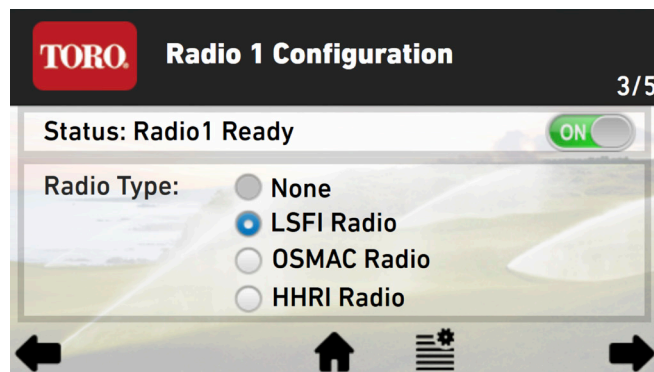 TORO.
Radio 1 Configuration
3/5
Status: Radio1 Ready
ON
Radio Type:
None
LSFI Radio
OSMAC Radio
HHRI Radio